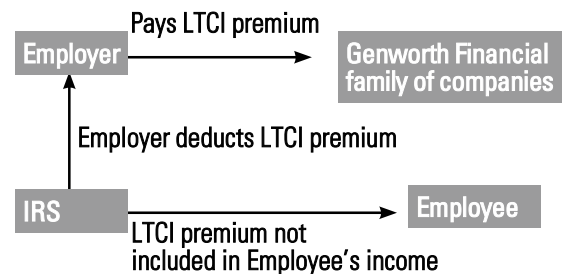 Pays LTCI premium
Employer
Genworth Financial
family of companies
Employer deducts LTCI premium
IRS
Employee
LTCI premium not
included in Employee's income